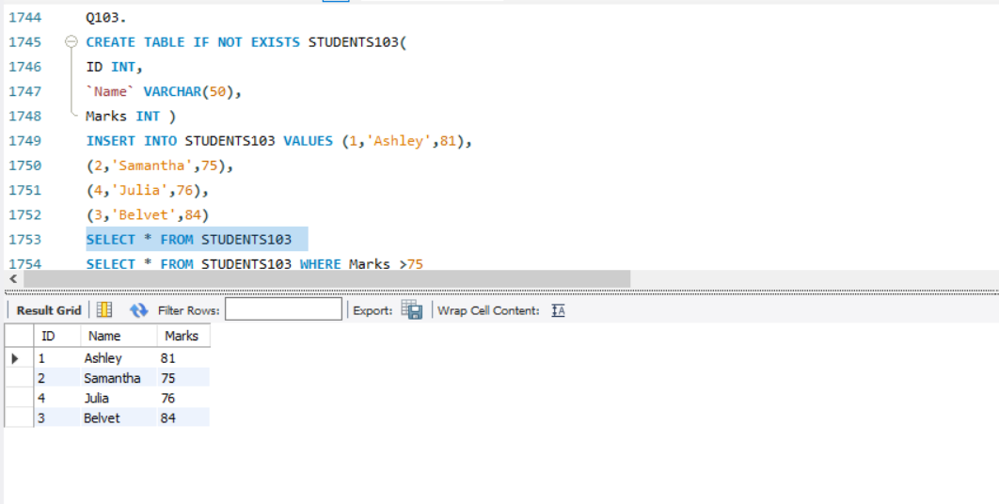 1744 Q103.
1745 CREATE TABLE IF NOT EXISTS STUDENTS103(
1746 ID INT,
1747 `Name` VARCHAR(50),
1748 Marks INT )
1749 INSERT INTO STUDENTS103 VALUES (1,'Ashley',81),
1750 (2,'Samantha',75),
1751 (4,'Julia',76),
1752 (3,'Belvet',84)
1753 SELECT * FROM STUDENTS103
1754 SELECT * FROM STUDENTS103 WHERE Marks >75
Result Grid Filter Rows: Export: Wrap Cell Content:
ID Name Marks
1 Ashley 81
2 Samantha 75
4 Julia 76
3 Belvet 84